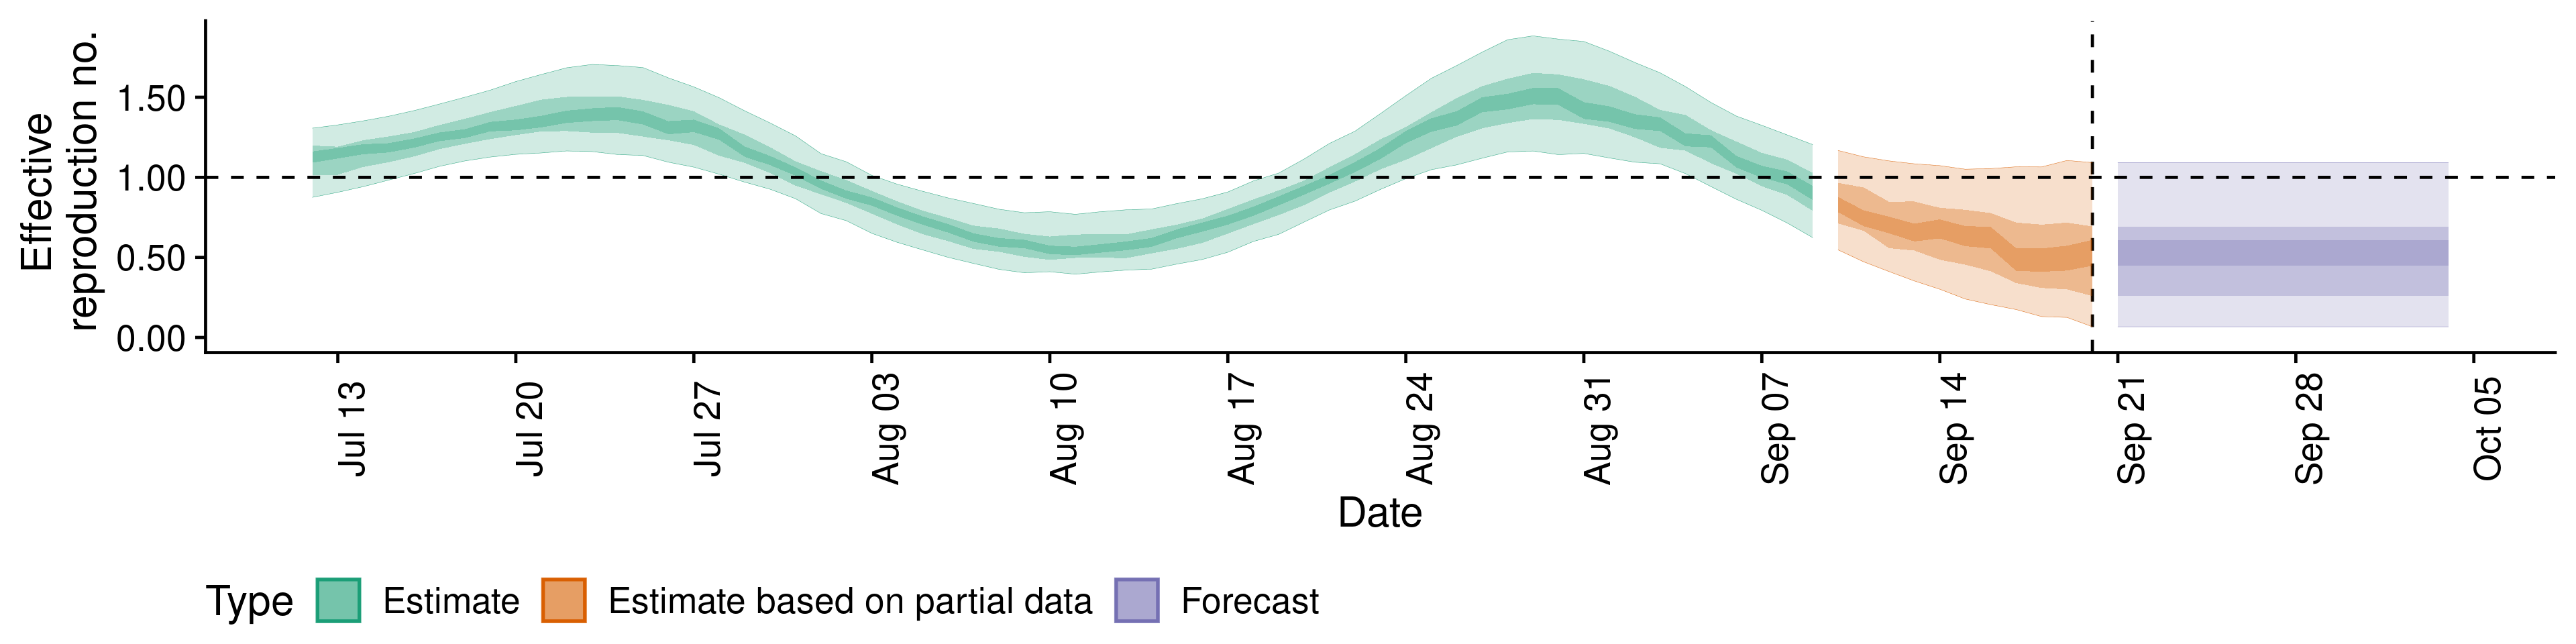 Effective
reproduction no.
1.50
1.00
0.50
0.00
Jul 13
Jul 20
Jul 27
Aug 03
Aug 10
Aug 17
Aug 24
Aug 31
Sep 07
Sep 14
Sep 21
Sep 28
Oct 05
Date
Type Estimate Estimate based on partial data Forecast